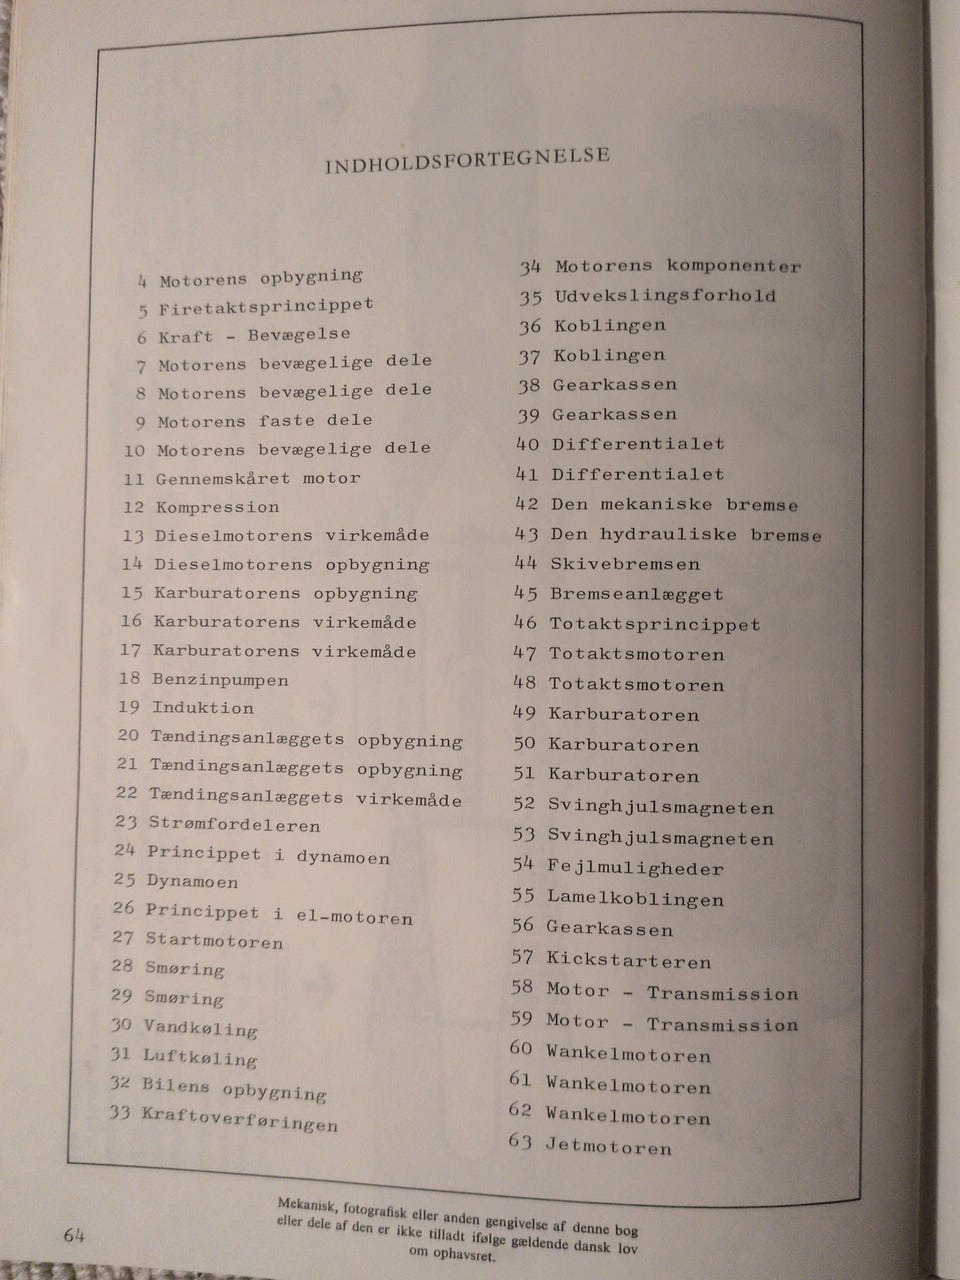 INDHOLDSFORTEGNELSE
4 Motorens opbygning
5 Firetaktsprincippet
6 Kraft - Bevægelse
7 Motorens bevægelige dele
8 Motorens bevægelige dele
9 Motorens faste dele
10 Motorens bevægelige dele
11 Gennemskåret motor
12 Kompression
13 Dieselmotorens virkemåde
14 Dieselmotorens opbygning
15 Karburatorens opbygning
16 Karburatorens virkemåde
17 Karburatorens virkemåde
18 Benzinpumpen
19 Induktion
20 Tændingsanlæggets opbygning
21 Tændingsanlæggets opbygning
22 Tændingsanlæggets virkemåde
23 Strømfordeleren
24 Princippet i dynamoen
25 Dynamoen
26 Princippet i el-motoren
27 Startmotoren
28 Smøring
29 Smøring
30 Vandkøling
31 Luftkøling
32 Bilens opbygning
33 Kraftoverføringen
34 Motorens komponenter
35 Udvekslingsforhold
36 Koblingen
37 Koblingen
38 Gearkassen
39 Gearkassen
40 Differentialet
41 Differentialet
42 Den mekaniske bremse
43 Den hydrauliske bremse
44 Skivebremsen
45 Bremseanlægget
46 Totaktsprincippet
47 Totaktsmotoren
48 Totaktsmotoren
49 Karburatoren
50 Karburatoren
51 Karburatoren
52 Svinghjulsmagneten
53 Svinghjulsmagneten
54 Fejlmuligheder
55 Lamelkoblingen
56 Gearkassen
57 Kickstarteren
58 Motor - Transmission
59 Motor - Transmission
60 Wankelmotoren
61 Wankelmotoren
62 Wankelmotoren
63 Jetmotoren
Mekanisk, fotografisk eller anden gengivelse af denne bog
eller dele af den er ikke tilladt ifølge gældende dansk lov
om ophavsret.
64